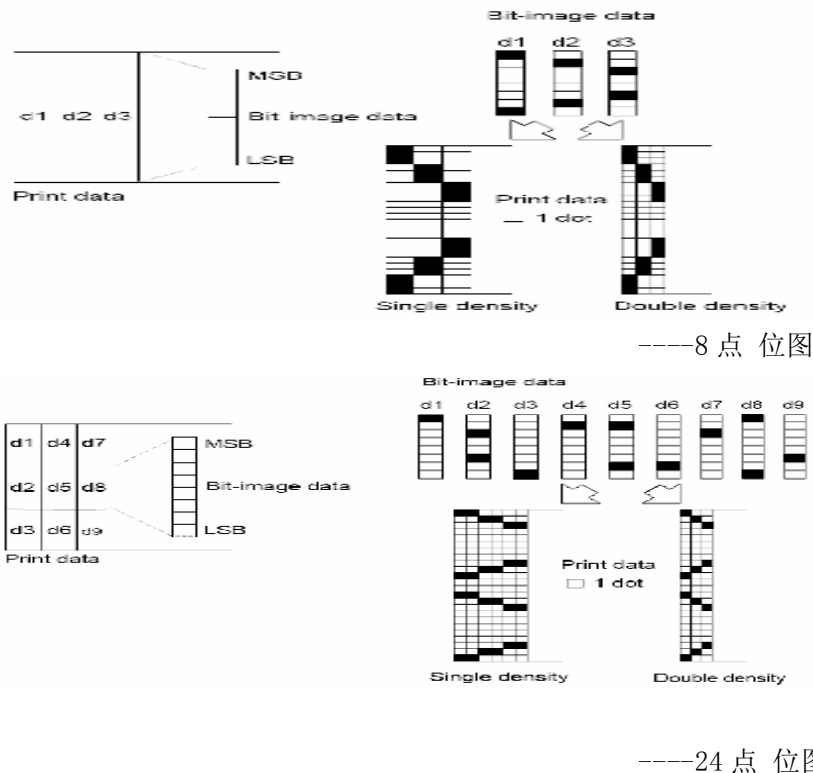 Bit-image data
d1 d2 d3
MSB
d1 d2 d3
Bit image data
LSB
Print data
Print data
1 dot
Single density
Double density
----8 点 位图
Bit-image data
d1 d2 d3 d4 d5 d6 d7 d8 d9
d1 d4 d7
MSB
d2 d5 d8
Bit-image data
d3 d6 d9
LSB
Print data
Print data
1 dot
Single density
Double density
----24 点 位图